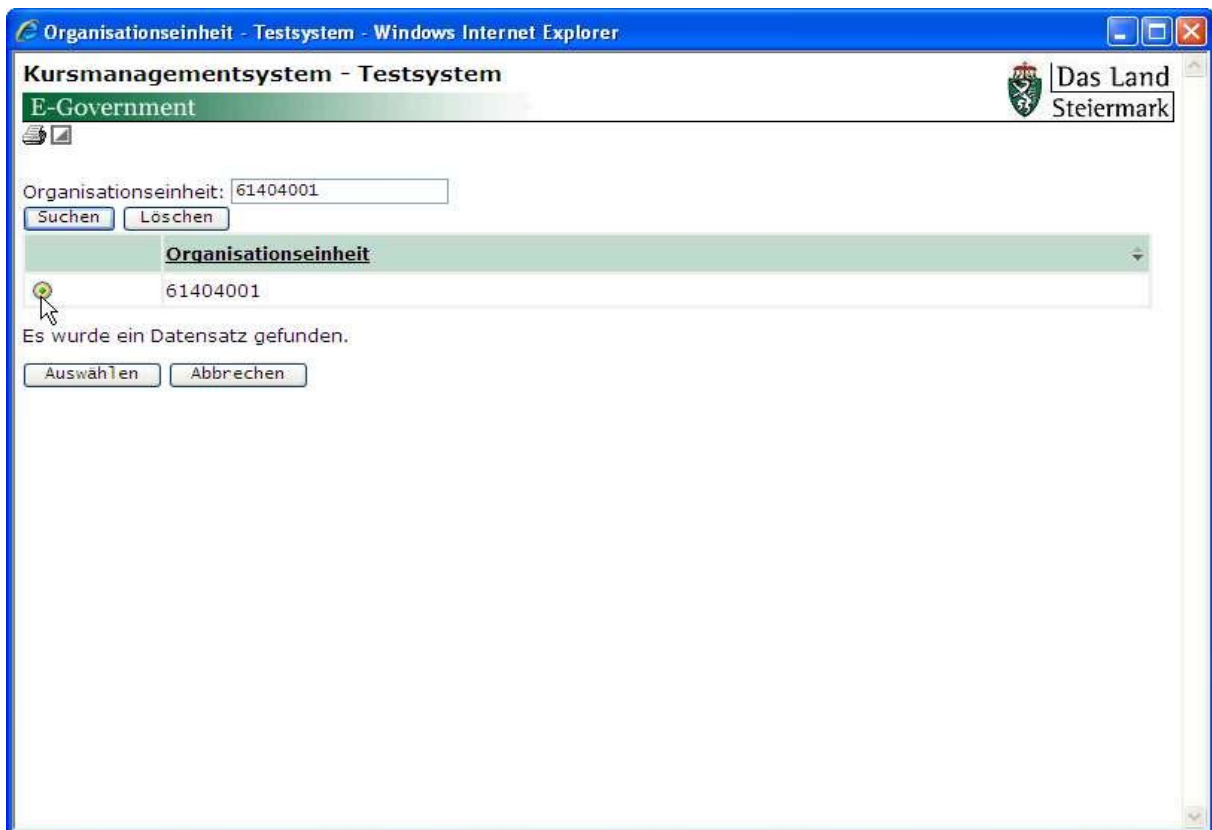 Organisationseinheit - Testsystem - Windows Internet Explorer
Kursmanagementsystem - Testsystem
Das Land
Steiermark
E-Government
Organisationseinheit: 61404001
Suchen Löschen
Organisationseinheit
61404001
Es wurde ein Datensatz gefunden.
Auswählen Abbrechen